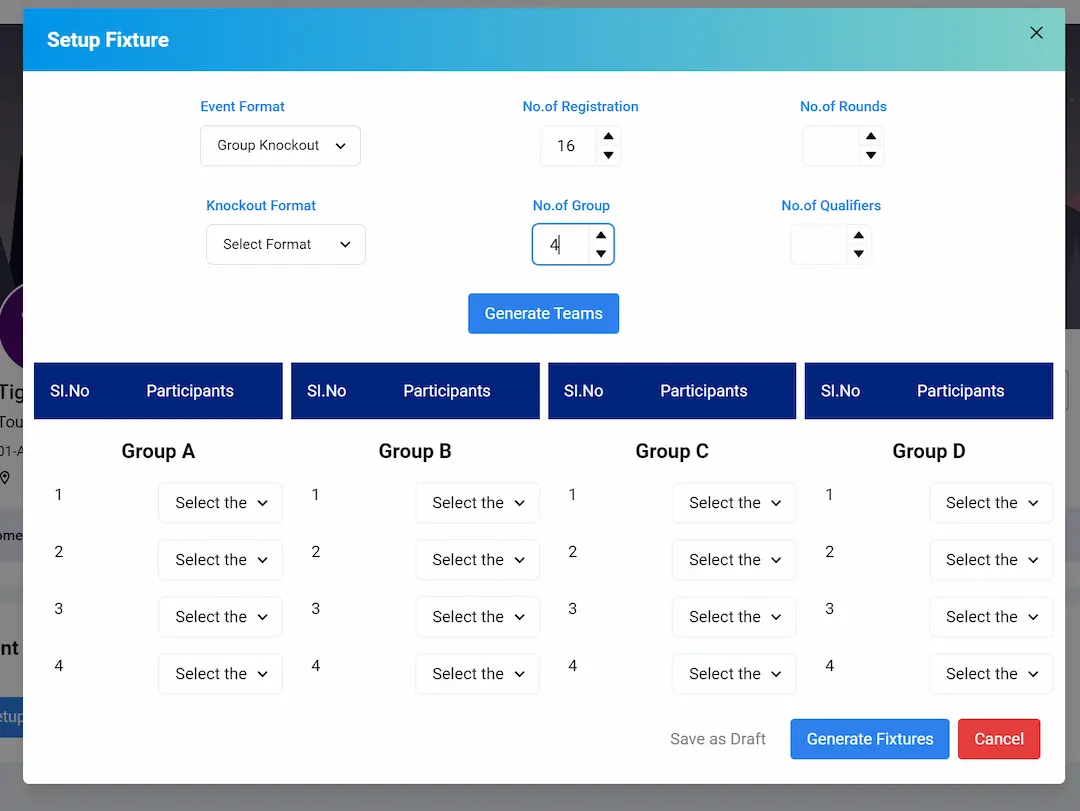 Setup Fixture
Event Format
No.of Registration
No.of Rounds
Group Knockout
16
Knockout Format
No.of Group
No.of Qualifiers
Select Format
4
Generate Teams
Sl.No Participants Sl.No Participants Sl.No Participants Sl.No Participants
Group A Group B Group C Group D
1 Select the 1 Select the 1 Select the 1 Select the
2 Select the 2 Select the 2 Select the 2 Select the
3 Select the 3 Select the 3 Select the 3 Select the
4 Select the 4 Select the 4 Select the 4 Select the
Save as Draft Generate Fixtures Cancel
Tig
Tou
01-A
ome
nt
etup